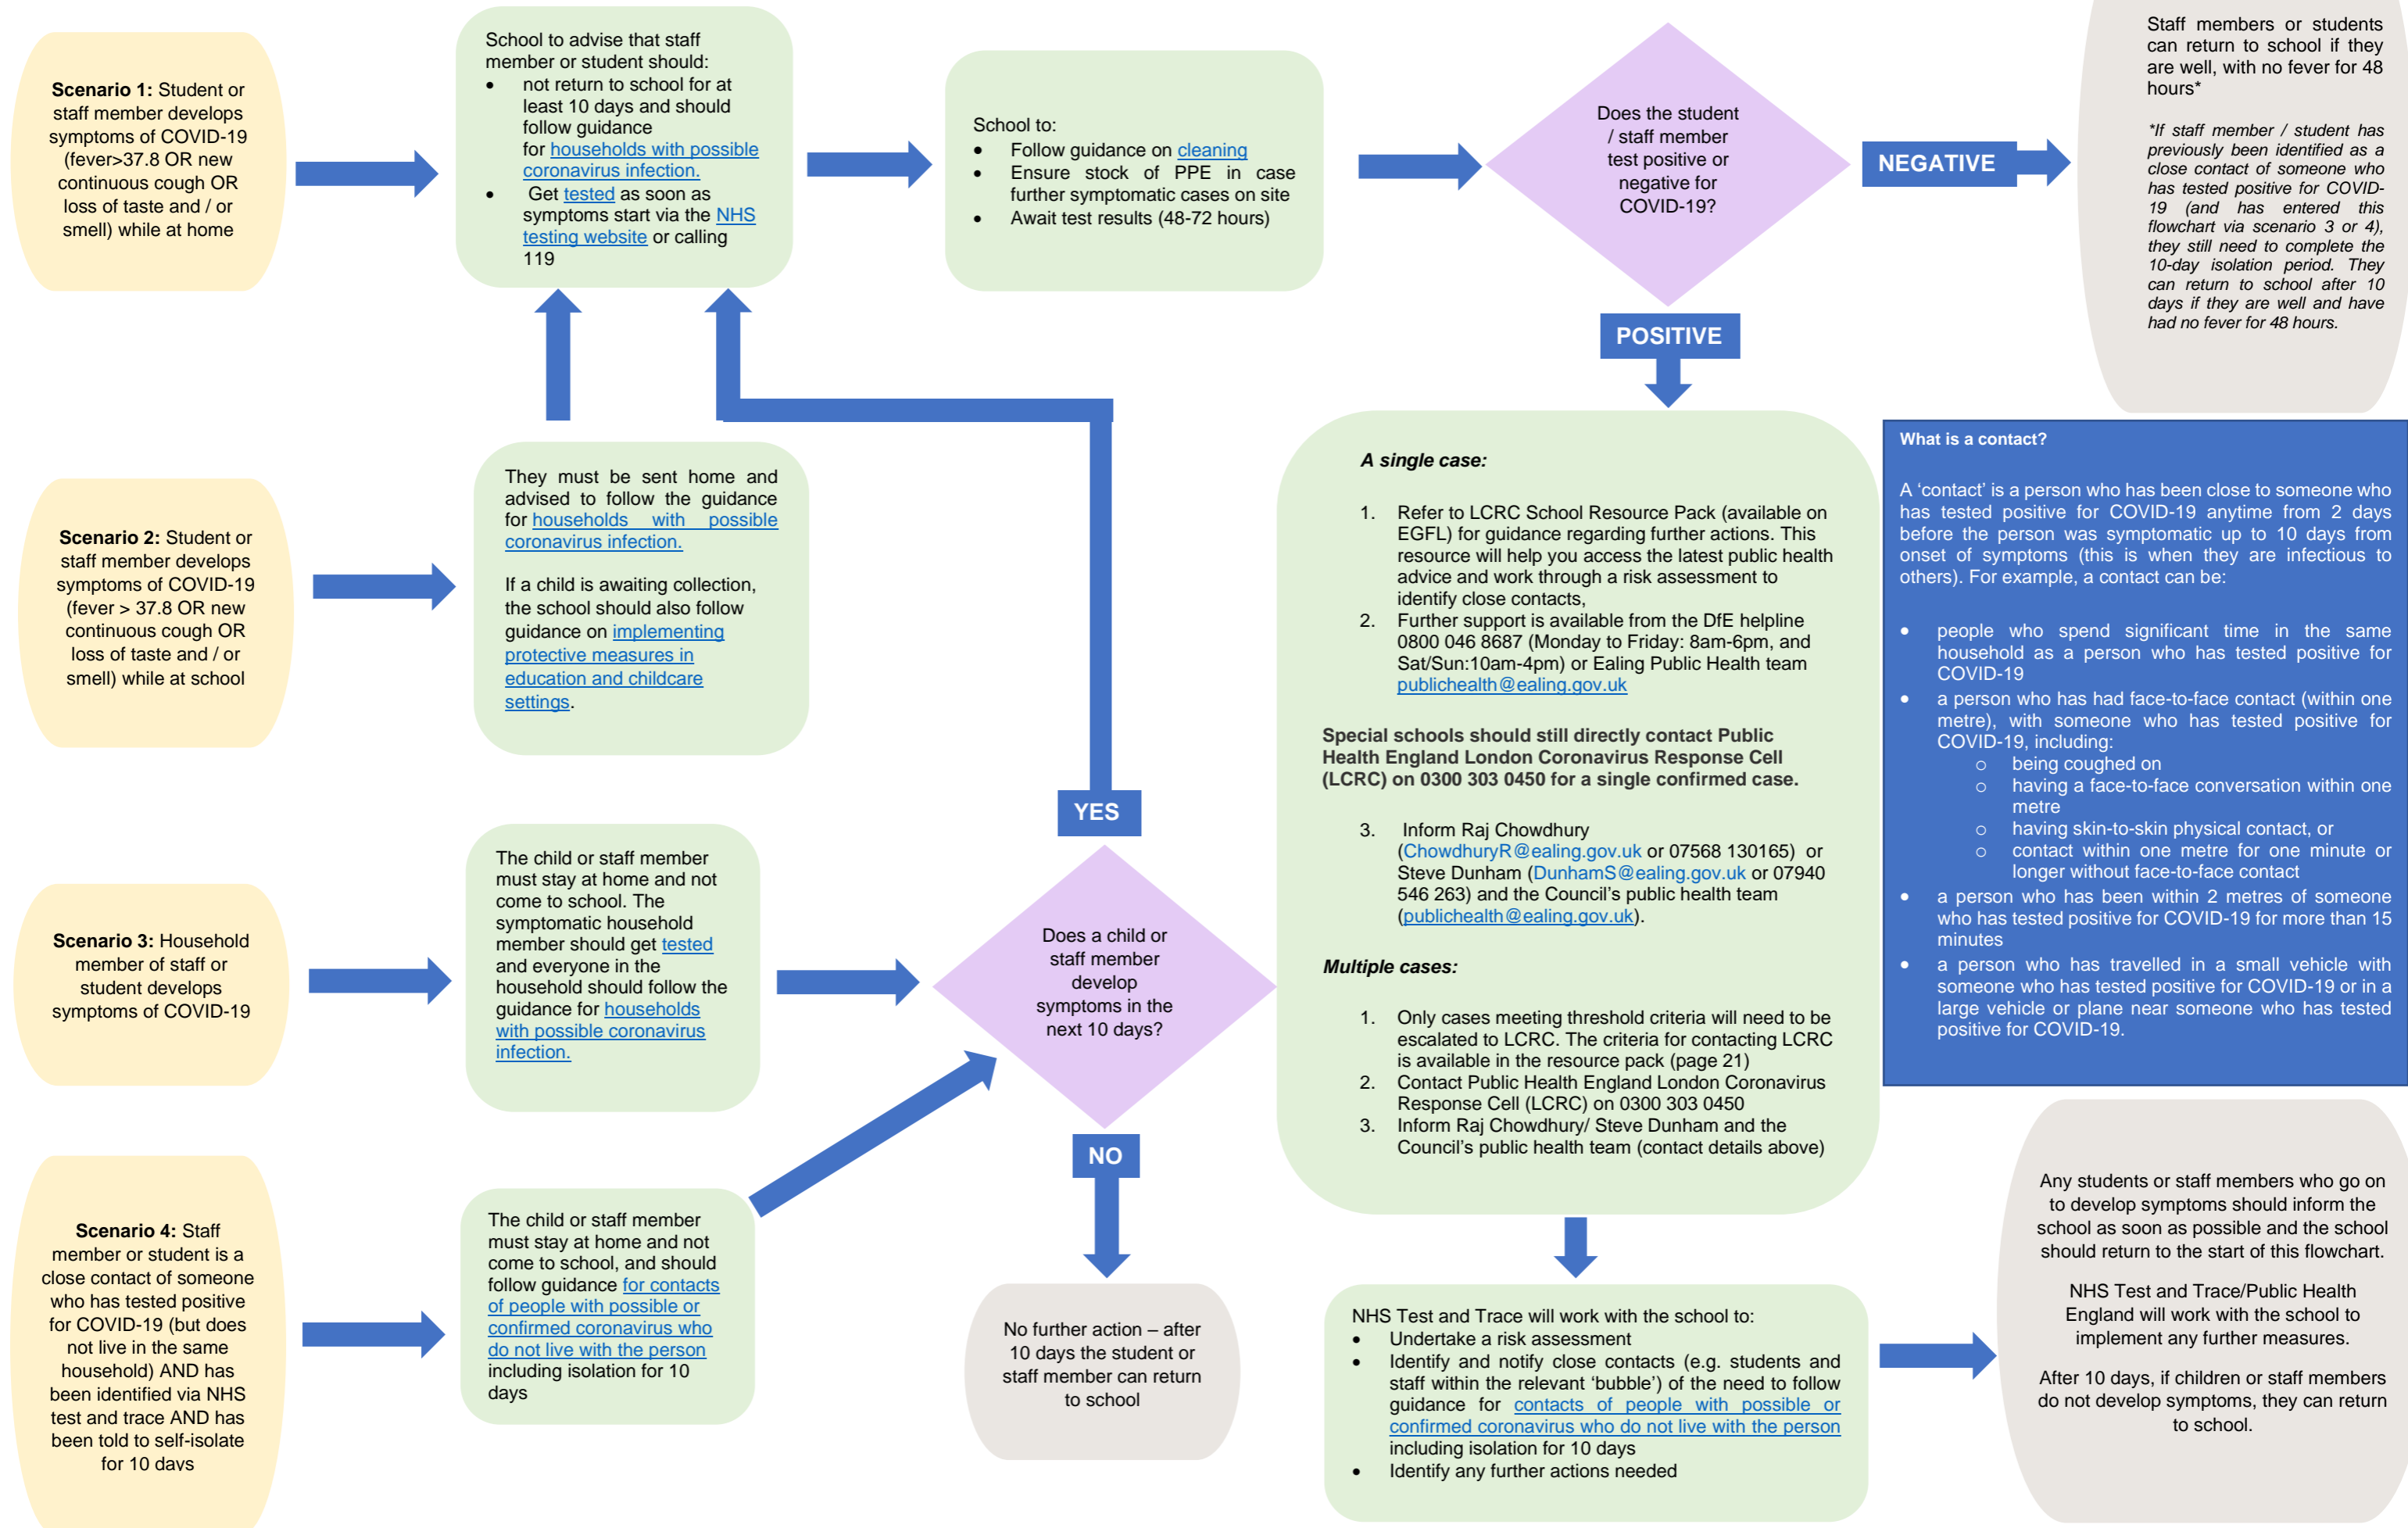 Scenario 1: Student or
staff member develops
symptoms of COVID-19
(fever>37.8 OR new
continuous cough OR
loss of taste and / or
smell) while at home
School to advise that staff
member or student should:
• not return to school for at
least 10 days and should
follow guidance
for households with possible
coronavirus infection.
• Get tested as soon as
symptoms start via the NHS
testing website or calling
119
School to:
• Follow guidance on cleaning
• Ensure stock of PPE in case
further symptomatic cases on site
• Await test results (48-72 hours)
Does the student
/ staff member
test positive or
negative for
COVID-19?
NEGATIVE
Staff members or students
can return to school if they
are well, with no fever for 48
hours*
*If staff member / student has
previously been identified as a
close contact of someone who
has tested positive for COVID-
19 (and has entered this
flowchart via scenario 3 or 4),
they still need to complete the
10-day isolation period. They
can return to school after 10
days if they are well and have
had no fever for 48 hours.
POSITIVE
Scenario 2: Student or
staff member develops
symptoms of COVID-19
(fever > 37.8 OR new
continuous cough OR
loss of taste and / or
smell) while at school
They must be sent home and
advised to follow the guidance
for households with possible
coronavirus infection.
If a child is awaiting collection,
the school should also follow
guidance on implementing
protective measures in
education and childcare
settings.
A single case:
1. Refer to LCRC School Resource Pack (available on
EGFL) for guidance regarding further actions. This
resource will help you access the latest public health
advice and work through a risk assessment to
identify close contacts,
2. Further support is available from the DfE helpline
0800 046 8687 (Monday to Friday: 8am-6pm, and
Sat/Sun:10am-4pm) or Ealing Public Health team
publichealth@ealing.gov.uk
Special schools should still directly contact Public
Health England London Coronavirus Response Cell
(LCRC) on 0300 303 0450 for a single confirmed case.
3. Inform Raj Chowdhury
(ChowdhuryR@ealing.gov.uk or 07568 130165) or
Steve Dunham (DunhamS@ealing.gov.uk or 07940
546 263) and the Council's public health team
(publichealth@ealing.gov.uk).
Multiple cases:
1. Only cases meeting threshold criteria will need to be
escalated to LCRC. The criteria for contacting LCRC
is available in the resource pack (page 21)
2. Contact Public Health England London Coronavirus
Response Cell (LCRC) on 0300 303 0450
3. Inform Raj Chowdhury/ Steve Dunham and the
Council's public health team (contact details above)
What is a contact?
A 'contact' is a person who has been close to someone who
has tested positive for COVID-19 anytime from 2 days
before the person was symptomatic up to 10 days from
onset of symptoms (this is when they are infectious to
others). For example, a contact can be:
• people who spend significant time in the same
household as a person who has tested positive for
COVID-19
• a person who has had face-to-face contact (within one
metre), with someone who has tested positive for
COVID-19, including:
o being coughed on
o having a face-to-face conversation within one
metre
o having skin-to-skin physical contact, or
o contact within one metre for one minute or
longer without face-to-face contact
• a person who has been within 2 metres of someone
who has tested positive for COVID-19 for more than 15
minutes
• a person who has travelled in a small vehicle with
someone who has tested positive for COVID-19 or in a
large vehicle or plane near someone who has tested
positive for COVID-19.
YES
Scenario 3: Household
member of staff or
student develops
symptoms of COVID-19
The child or staff member
must stay at home and not
come to school. The
symptomatic household
member should get tested
and everyone in the
household should follow the
guidance for households
with possible coronavirus
infection.
Does a child or
staff member
develop
symptoms in the
next 10 days?
NO
Scenario 4: Staff
member or student is a
close contact of someone
who has tested positive
for COVID-19 (but does
not live in the same
household) AND has
been identified via NHS
test and trace AND has
been told to self-isolate
for 10 days
The child or staff member
must stay at home and not
come to school, and should
follow guidance for contacts
of people with possible or
confirmed coronavirus who
do not live with the person
including isolation for 10
days
No further action – after
10 days the student or
staff member can return
to school
NHS Test and Trace will work with the school to:
• Undertake a risk assessment
• Identify and notify close contacts (e.g. students and
staff within the relevant 'bubble') of the need to follow
guidance for contacts of people with possible or
confirmed coronavirus who do not live with the person
including isolation for 10 days
• Identify any further actions needed
Any students or staff members who go on
to develop symptoms should inform the
school as soon as possible and the school
should return to the start of this flowchart.
NHS Test and Trace/Public Health
England will work with the school to
implement any further measures.
After 10 days, if children or staff members
do not develop symptoms, they can return
to school.